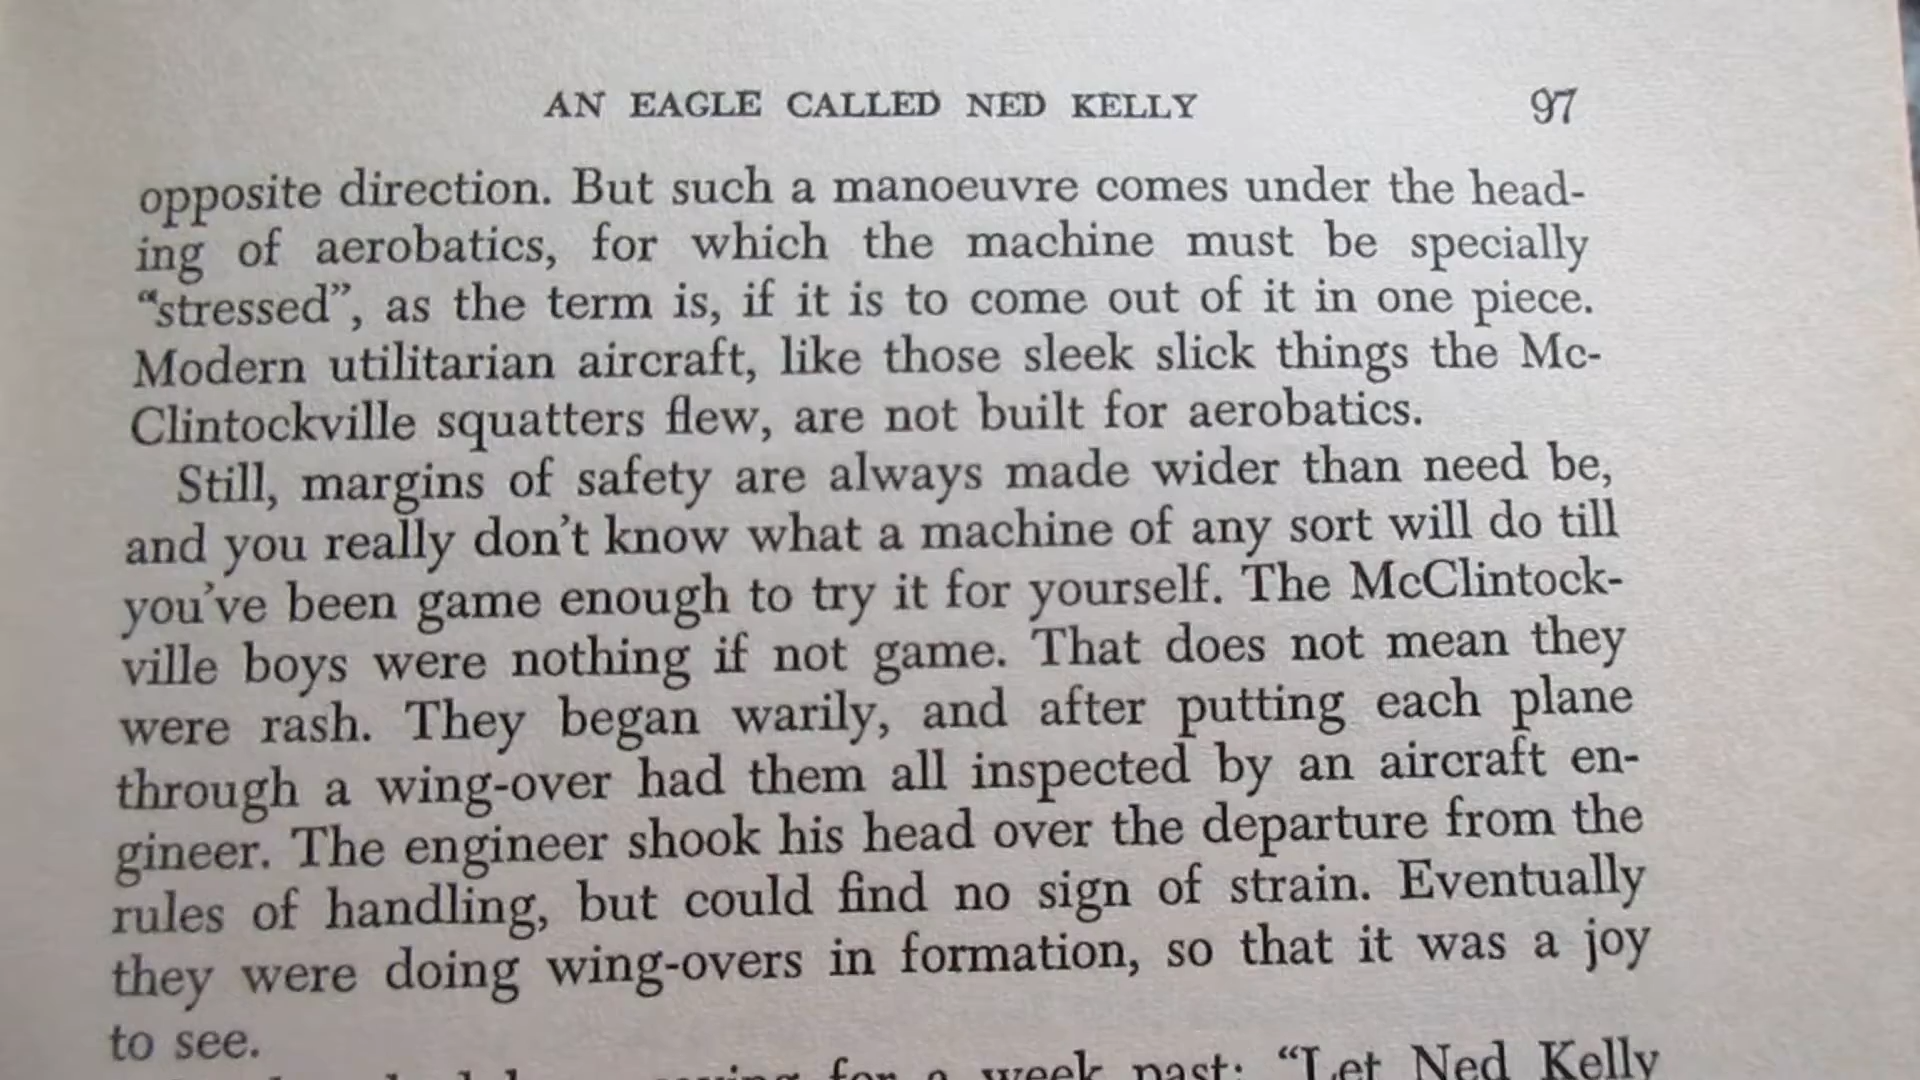 AN EAGLE CALLED NED KELLY 97
opposite direction. But such a manoeuvre comes under the head-
ing of aerobatics, for which the machine must be specially
“stressed”, as the term is, if it is to come out of it in one piece.
Modern utilitarian aircraft, like those sleek slick things the Mc-
Clintockville squatters flew, are not built for aerobatics.
Still, margins of safety are always made wider than need be,
and you really don’t know what a machine of any sort will do till
you’ve been game enough to try it for yourself. The McClintock-
ville boys were nothing if not game. That does not mean they
were rash. They began warily, and after putting each plane
through a wing-over had them all inspected by an aircraft en-
gineer. The engineer shook his head over the departure from the
rules of handling, but could find no sign of strain. Eventually
they were doing wing-overs in formation, so that it was a joy
to see.
for a week past: “Let Ned Kelly